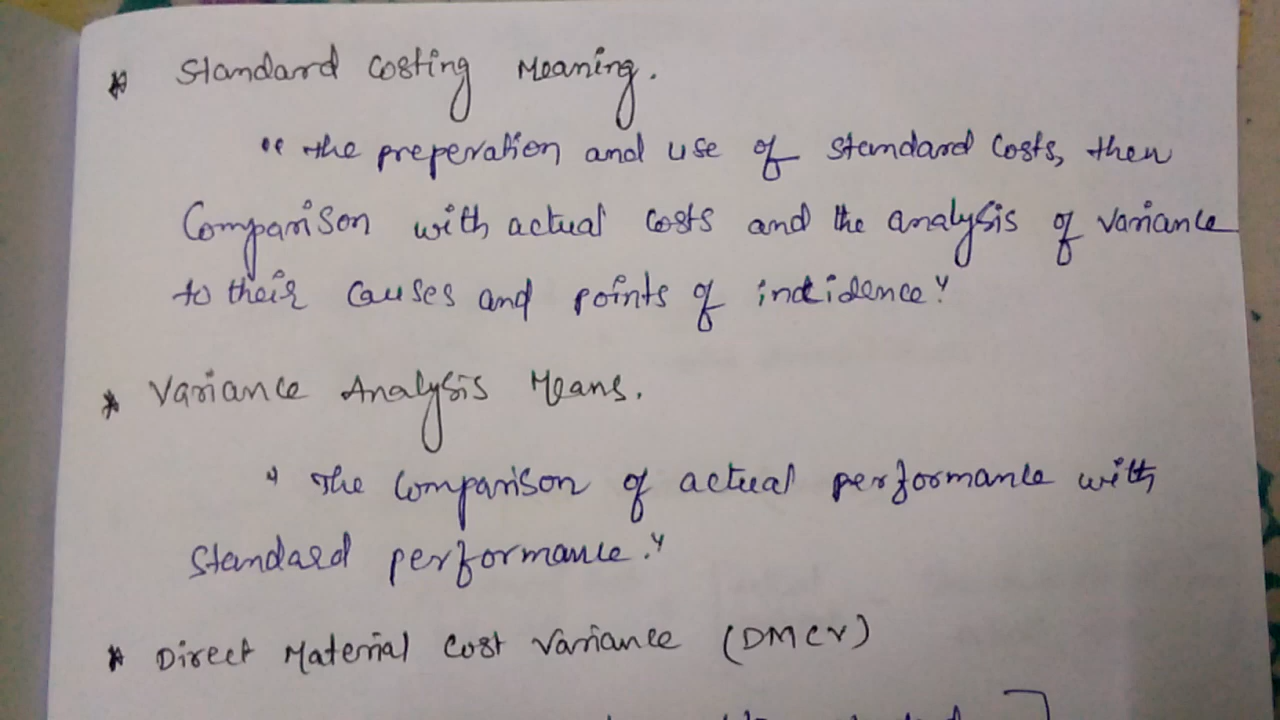 * Standard Costing Meaning.
"The preperation and use of standard Costs, then
Comparison with actual Costs and the analysis of variance
to their causes and points of incidence"
* Variance Analysis Means.
" The Comparison of actual performance with
Standard performance."
* Direct Material Cost Variance (DMCV)